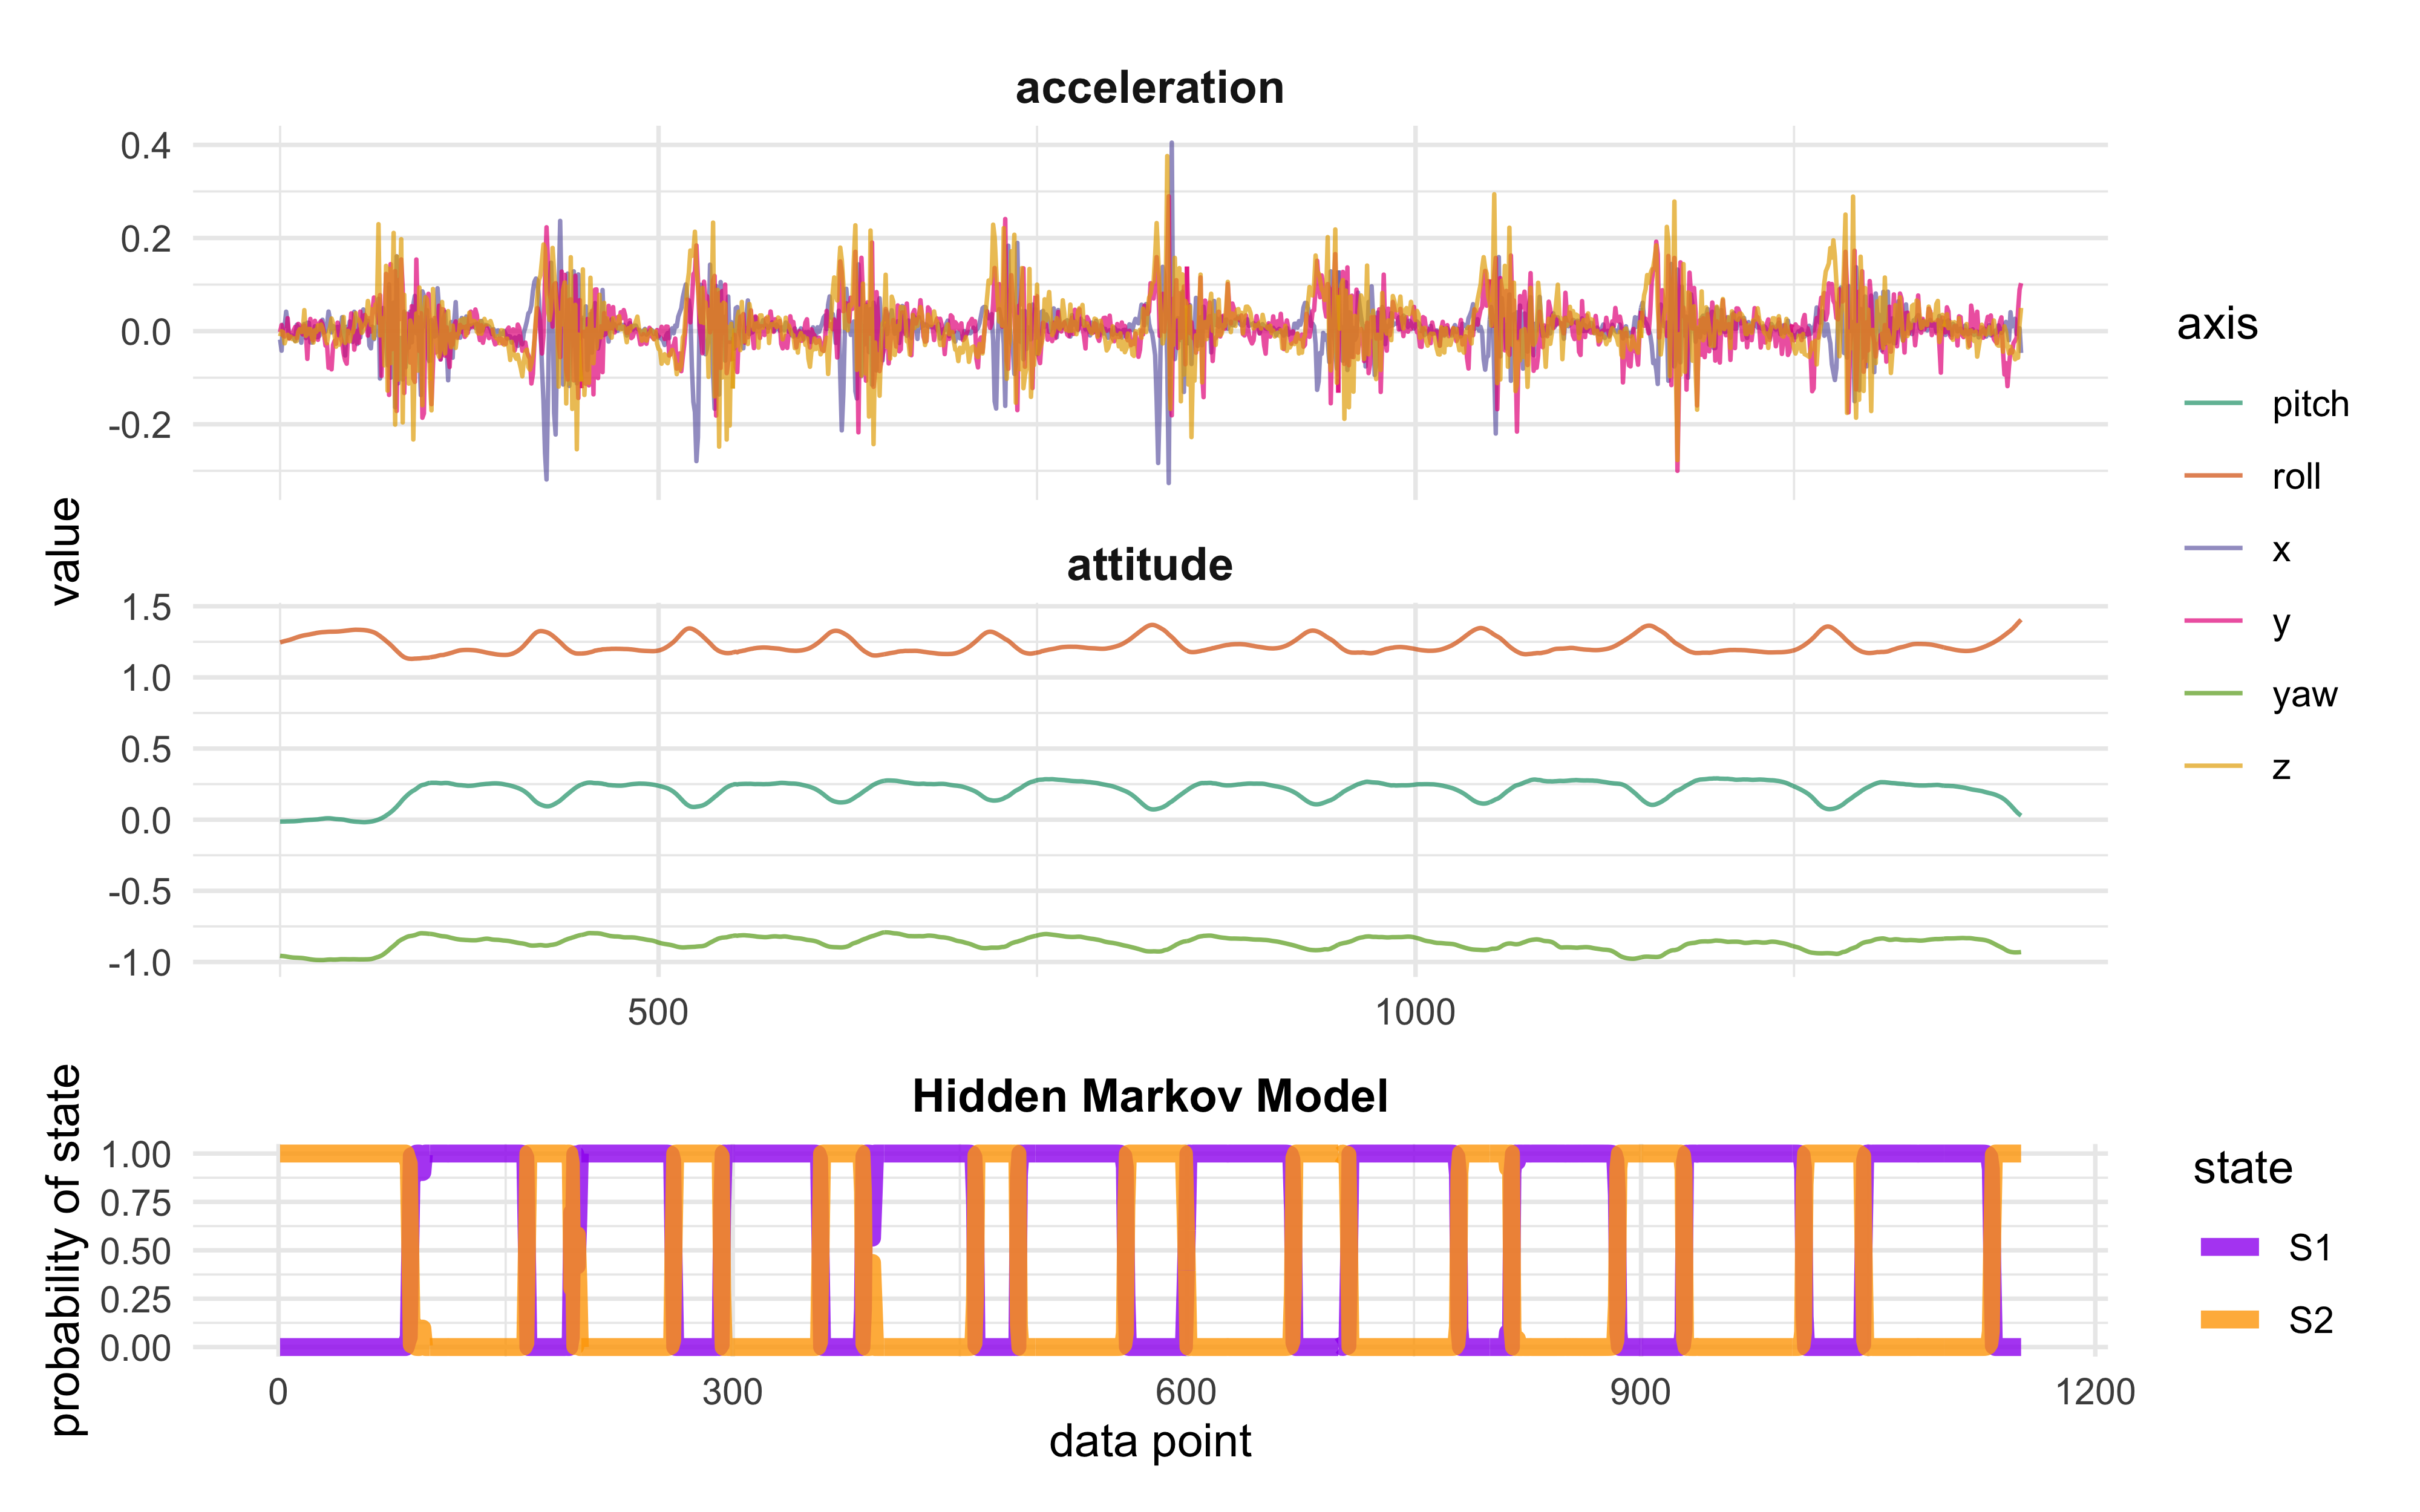 acceleration
0.4
0.2
0.0
-0.2
value
attitude
1.5
1.0
0.5
0.0
-0.5
-1.0
500
1000
axis
pitch
roll
x
y
yaw
z
Hidden Markov Model
probability of state
1.00
0.75
0.50
0.25
0.00
0
300
600
900
1200
data point
state
S1
S2